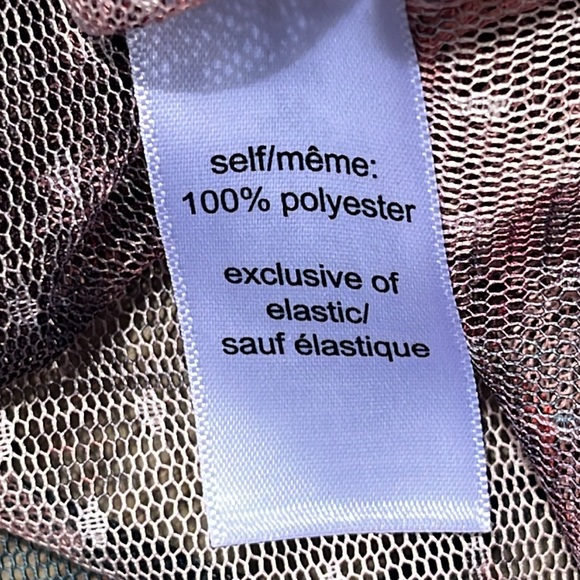 self/même:
100% polyester
exclusive of
elastic/
sauf élastique